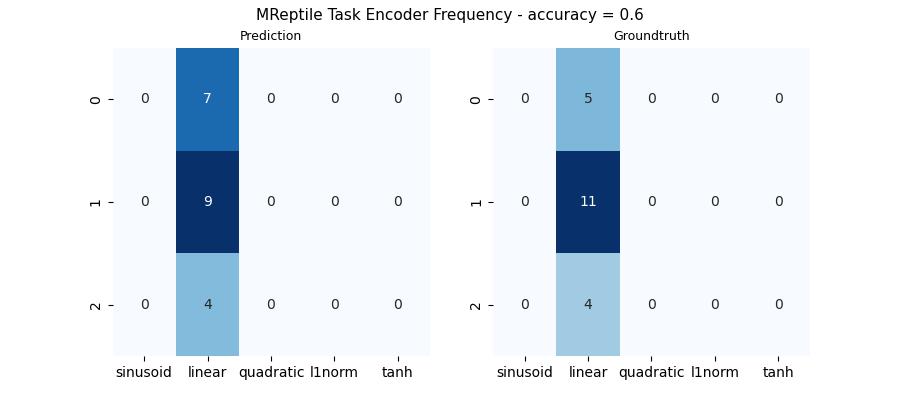 MReptile Task Encoder Frequency - accuracy = 0.6
Prediction Groundtruth
0 0 7 0 0 0 0 0 5 0 0 0
1 0 9 0 0 0 1 0 11 0 0 0
2 0 4 0 0 0 2 0 4 0 0 0
sinusoid linear quadratic l1norm tanh sinusoid linear quadratic l1norm tanh